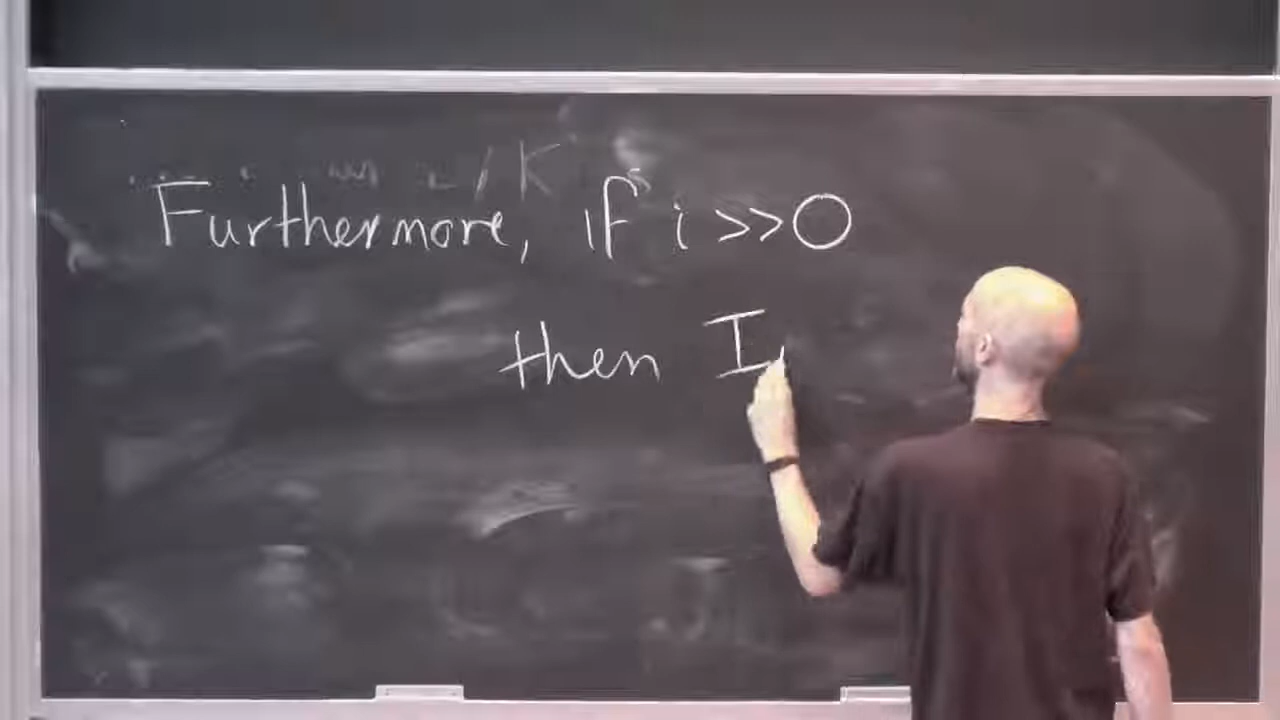 Furthermore, if i >> 0
then I